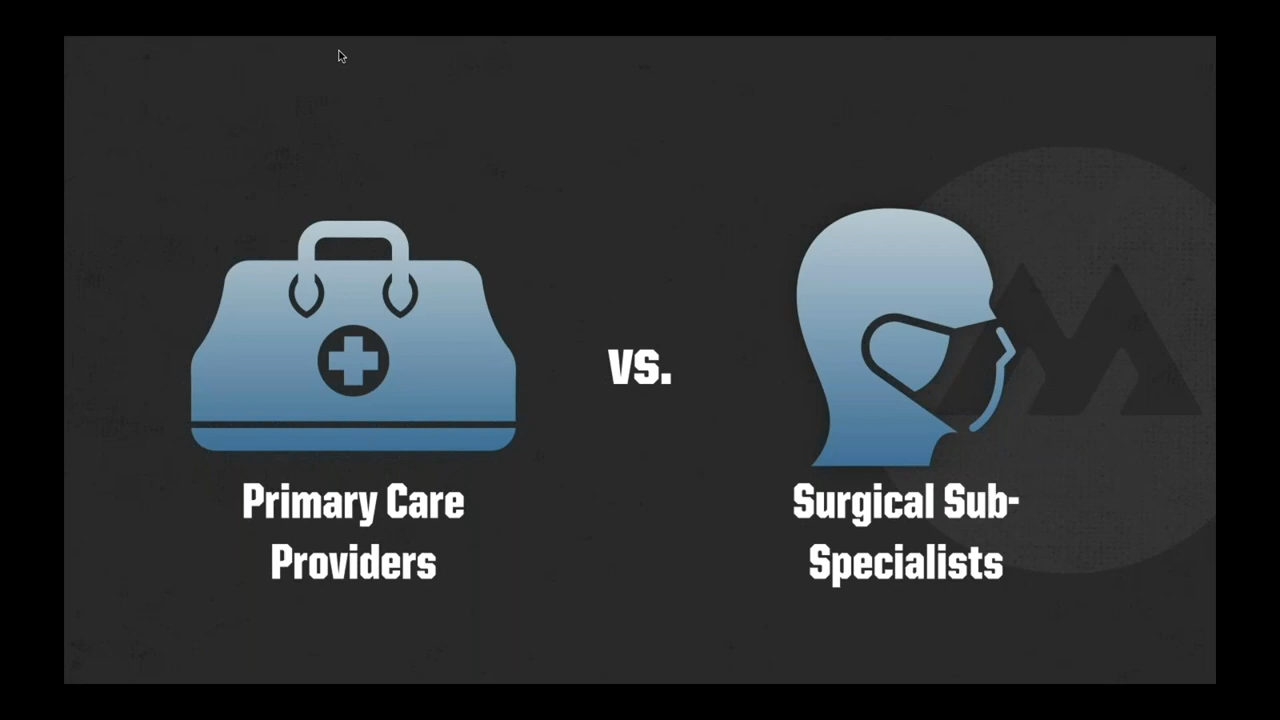 Primary Care
Providers
vs.
Surgical Sub-
Specialists